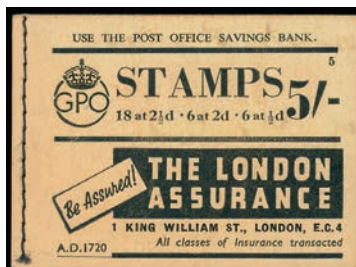 USE THE POST OFFICE SAVINGS BANK.
5
GPO
STAMPS 5/-
18 at 2½d · 6 at 2d · 6 at ½d
Be Assured!
THE LONDON
ASSURANCE
1 KING WILLIAM ST., LONDON, E.C.4
A.D.1720 All classes of Insurance transacted